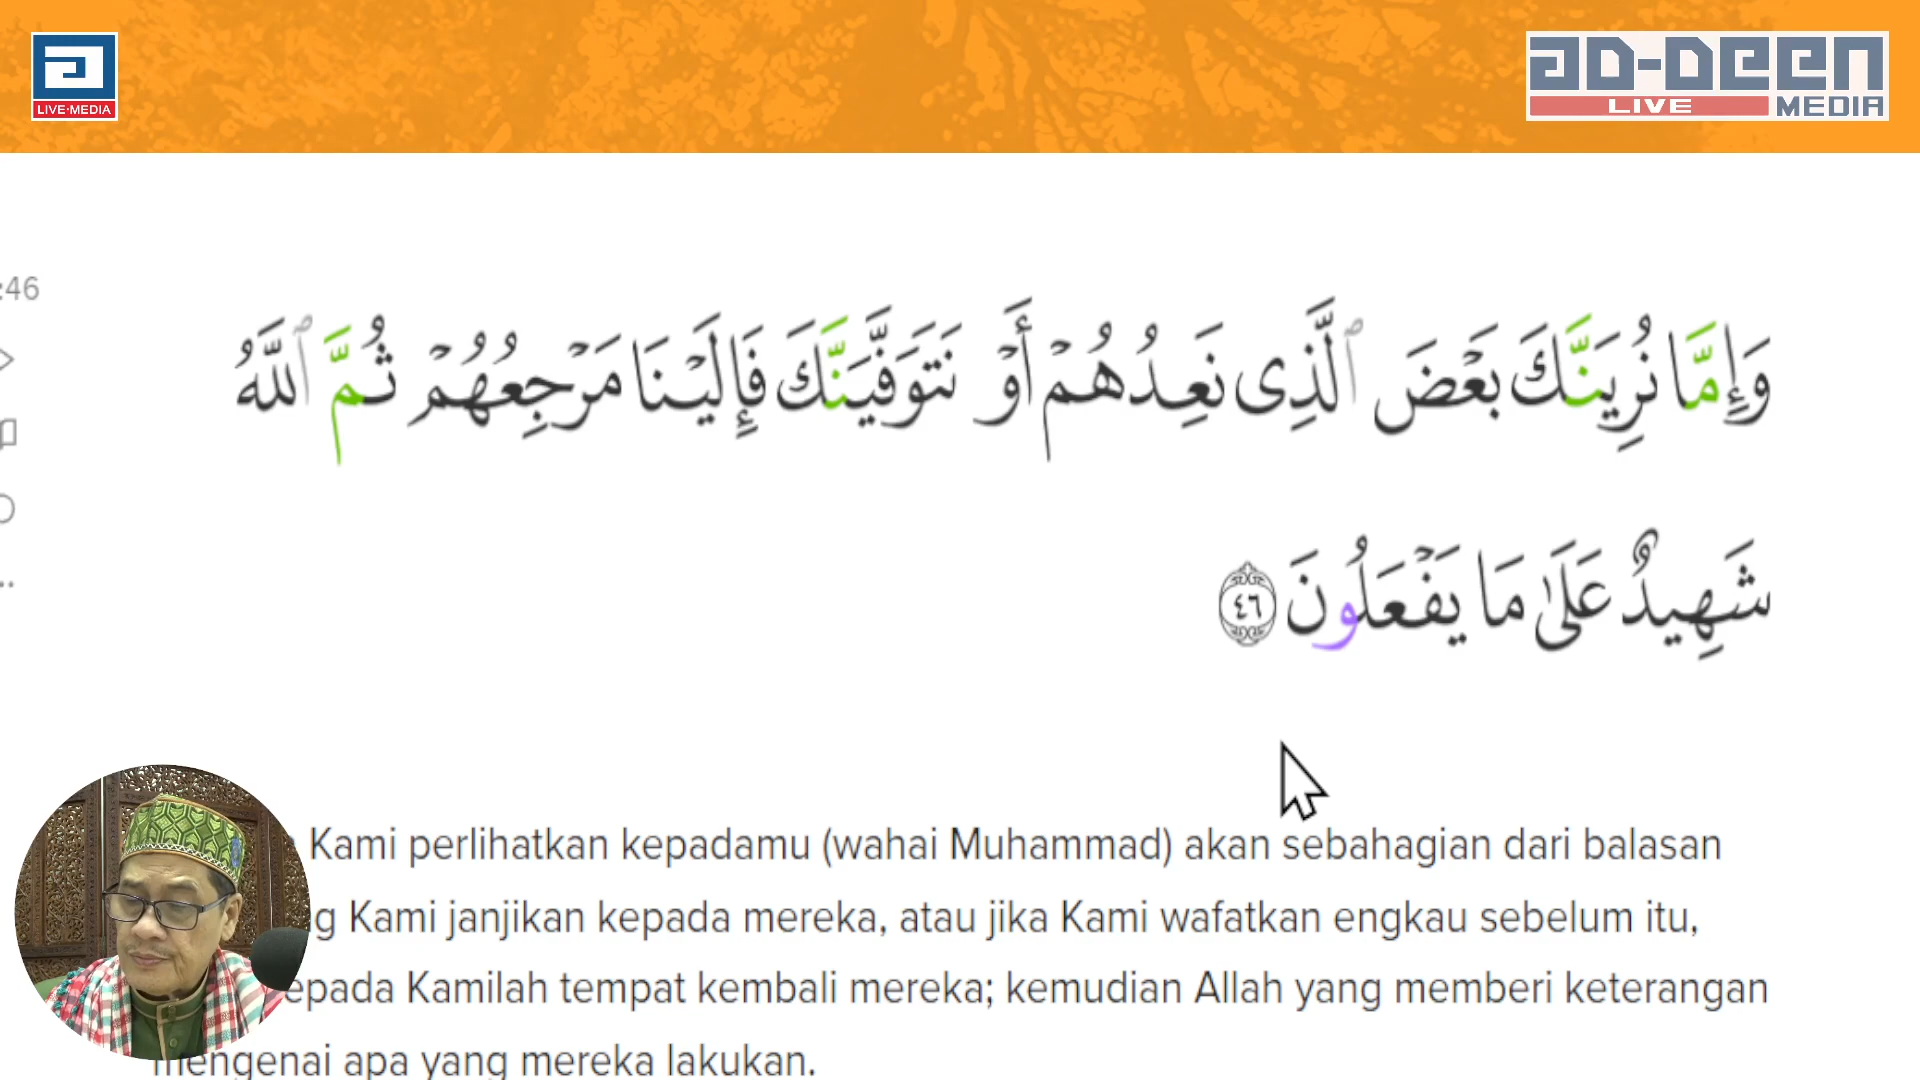 LIVE·MEDIA
AD-DEEN
LIVE MEDIA
:46
وَإِمَّا نُرِيَنَّكَ بَعْضَ ٱلَّذِى نَعِدُهُمْ أَوْ نَتَوَفَّيَنَّكَ فَإِلَيْنَا مَرْجِعُهُمْ ثُمَّ ٱللَّهُ
شَهِيدٌ عَلَىٰ مَا يَفْعَلُونَ ٤٦
Kami perlihatkan kepadamu (wahai Muhammad) akan sebahagian dari balasan
g Kami janjikan kepada mereka, atau jika Kami wafatkan engkau sebelum itu,
epada Kamilah tempat kembali mereka; kemudian Allah yang memberi keterangan
mengenai apa yang mereka lakukan.